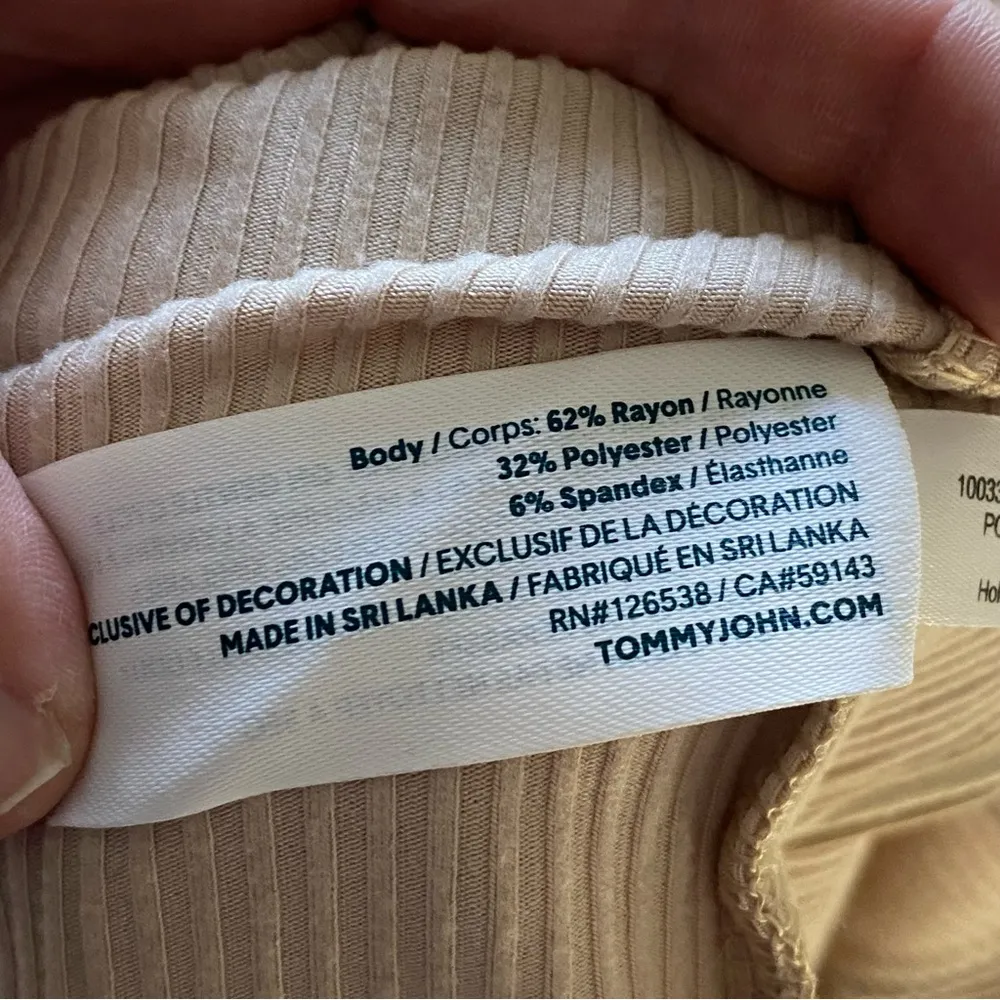 Body / Corps: 62% Rayon / Rayonne
32% Polyester / Polyester
6% Spandex / Élasthanne
CLUSIVE OF DECORATION / EXCLUSIF DE LA DÉCORATION
MADE IN SRI LANKA / FABRIQUÉ EN SRI LANKA
RN#126538 / CA#59143
TOMMYJOHN.COM
1003